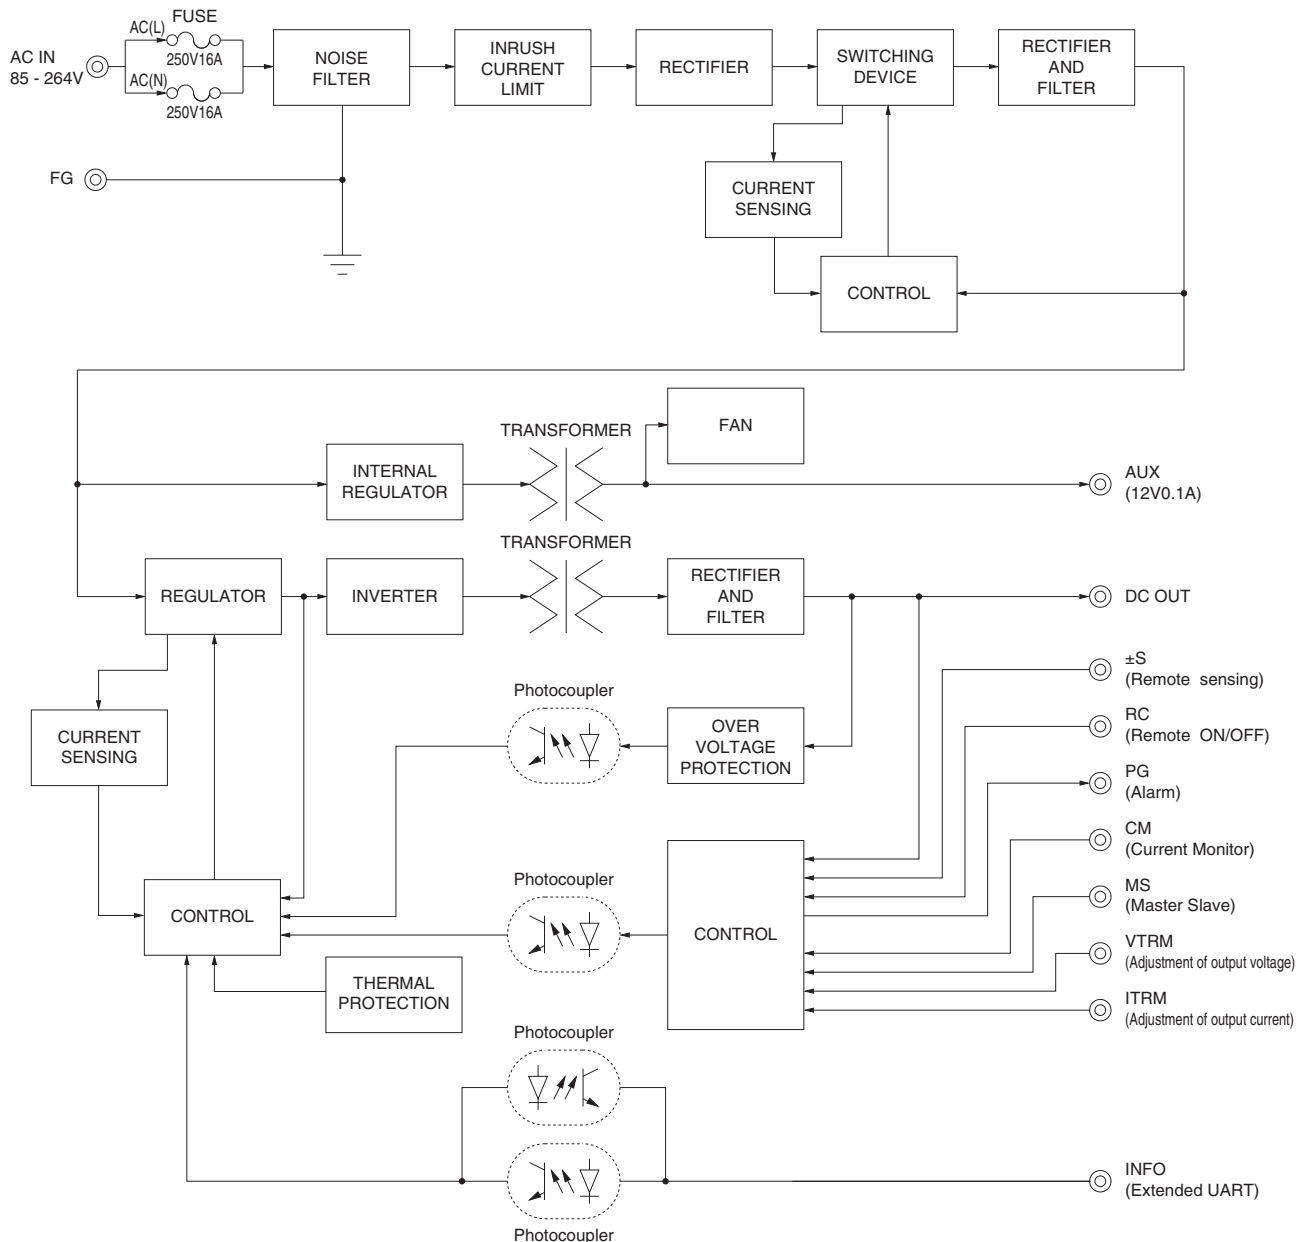 FUSE
AC(L)
AC IN
85 - 264V
250V16A
AC(N)
250V16A
NOISE
FILTER
INRUSH
CURRENT
LIMIT
RECTIFIER
SWITCHING
DEVICE
RECTIFIER
AND
FILTER
FG
CURRENT
SENSING
CONTROL
FAN
TRANSFORMER
INTERNAL
REGULATOR
AUX
(12V0.1A)
TRANSFORMER
REGULATOR
INVERTER
RECTIFIER
AND
FILTER
DC OUT
±S
(Remote sensing)
Photocoupler
CURRENT
SENSING
OVER
VOLTAGE
PROTECTION
RC
(Remote ON/OFF)
PG
(Alarm)
CM
(Current Monitor)
Photocoupler
MS
(Master Slave)
CONTROL
CONTROL
VTRM
(Adjustment of output voltage)
THERMAL
PROTECTION
ITRM
(Adjustment of output current)
Photocoupler
INFO
(Extended UART)
Photocoupler